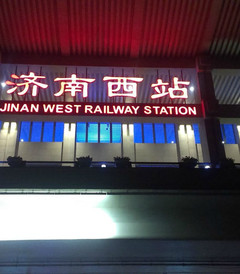 济南西站
JINAN WEST RAILWAY STATION